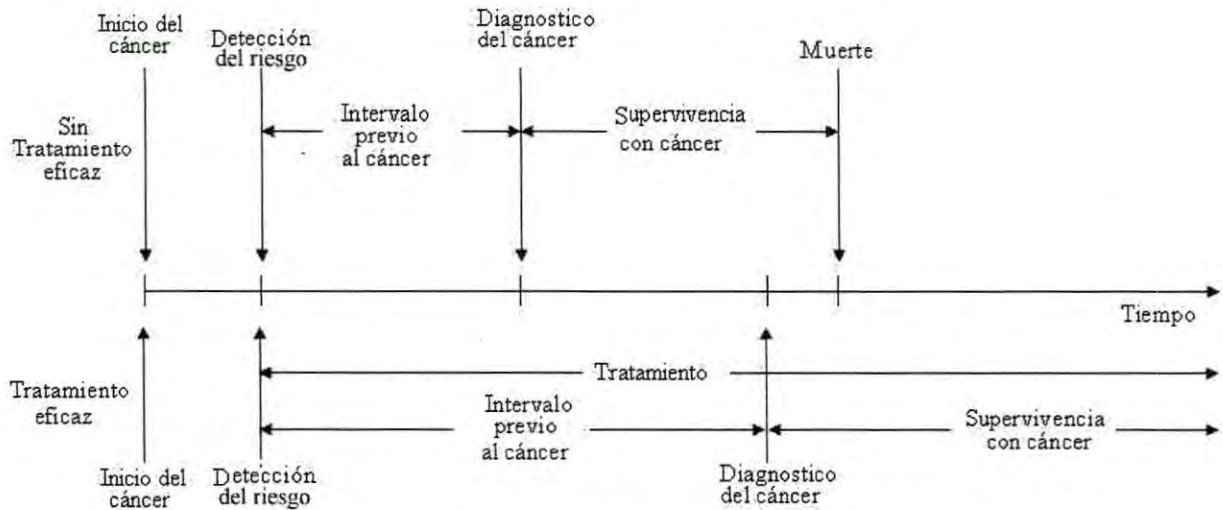 Inicio del
cáncer
Detección
del riesgo
Diagnostico
del cáncer
Muerte
Sin
Tratamiento
eficaz
Intervalo
previo
al cáncer
Supervivencia
con cáncer
Tiempo
Tratamiento
eficaz
Tratamiento
Intervalo
previo
al cáncer
Supervivencia
con cáncer
Inicio del
cáncer
Detección
del riesgo
Diagnostico
del cáncer